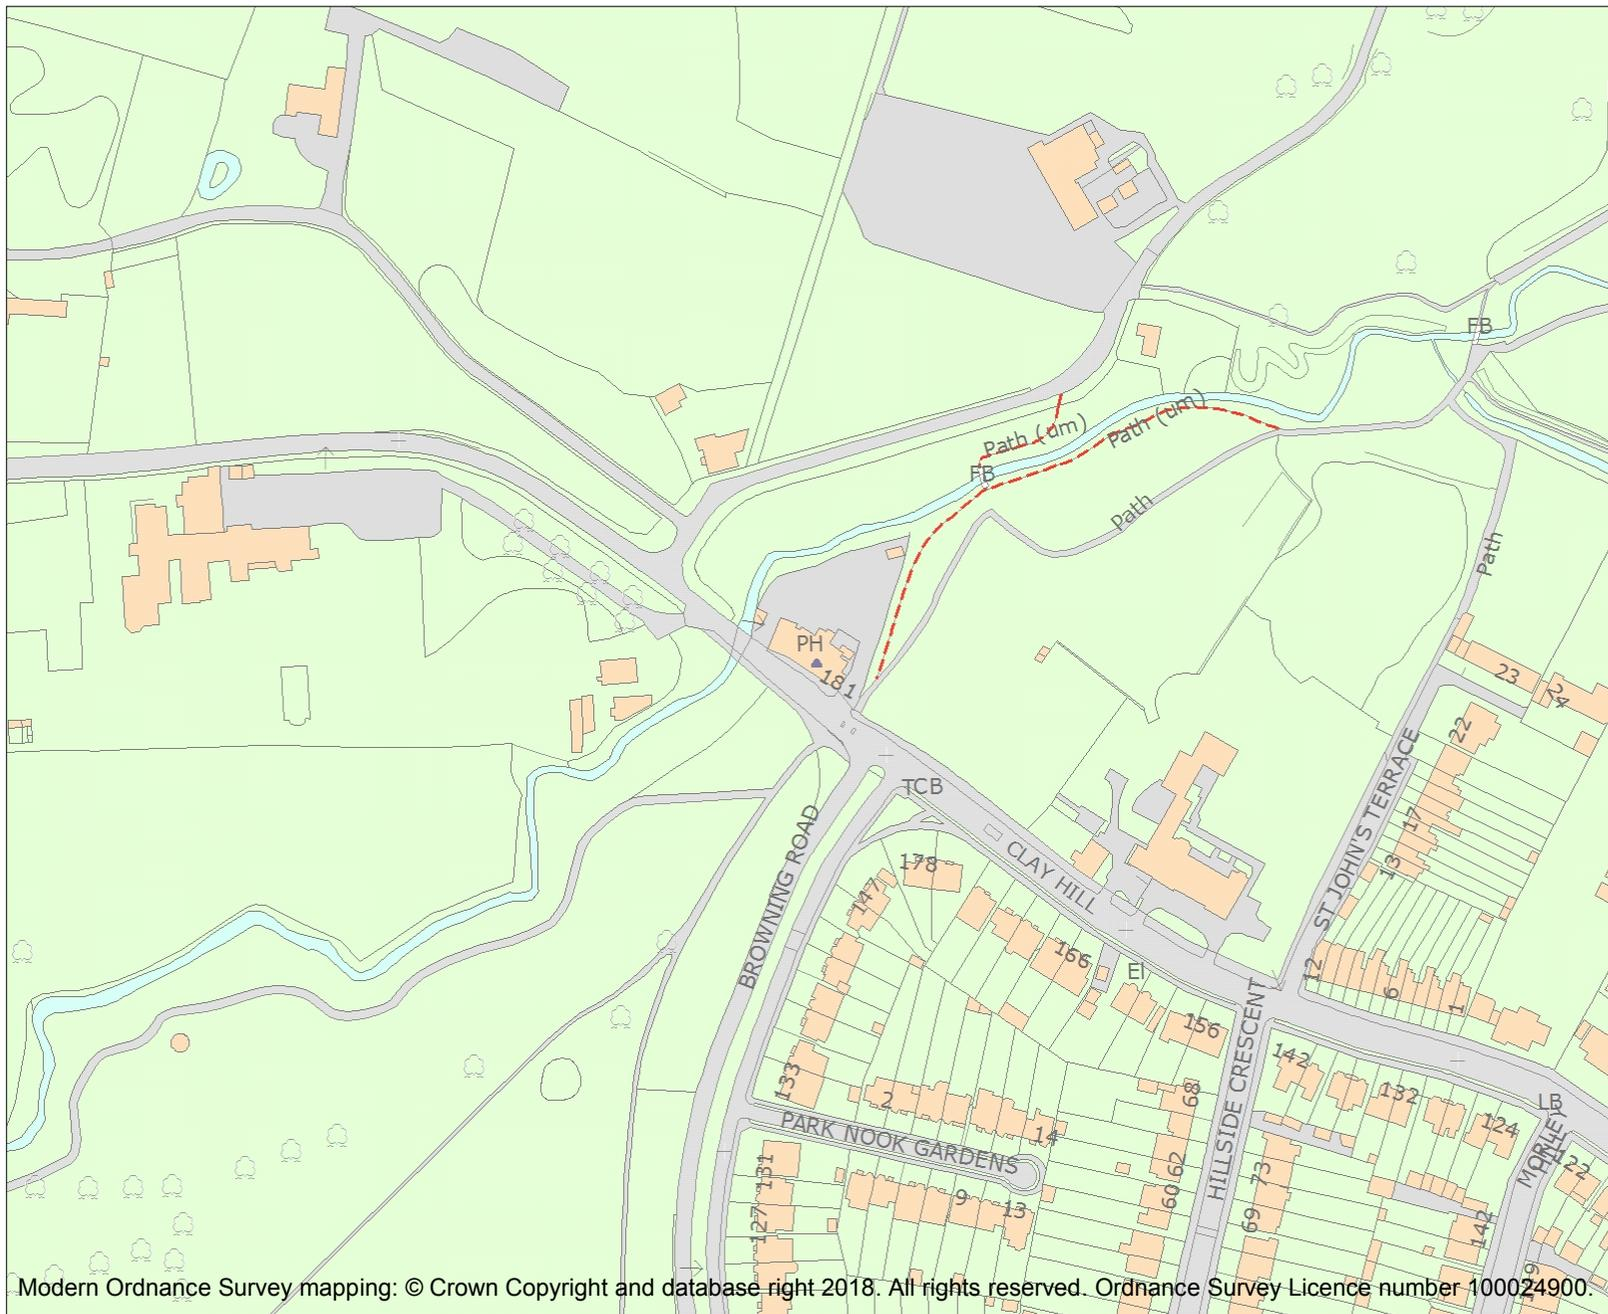 FB
Path (um)
Path (um)
FB
Path
Path
PH
181
23
24
22
TCB
ST JOHN'S TERRACE
17
13
BROWNING ROAD
CLAY HILL
178
147
166
EI
12
6
1
156
HILLSIDE CRESCENT
142
133
2
68
132
LB
PARK NOOK GARDENS
14
124
MORLEY
HILL
122
131
62
73
9
60
13
127
69
142
Modern Ordnance Survey mapping: © Crown Copyright and database right 2018. All rights reserved. Ordnance Survey Licence number 100024900.